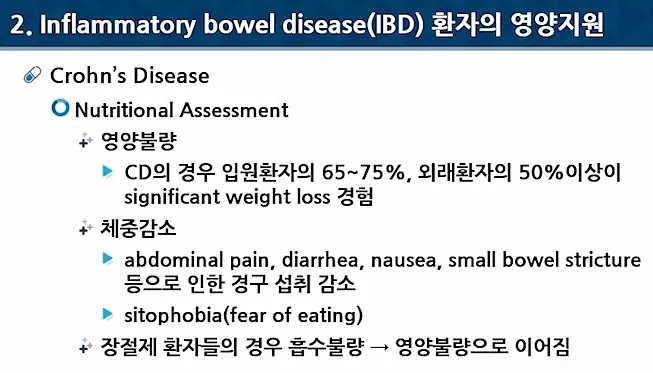 2. Inflammatory bowel disease(IBD) 환자의 영양지원
Crohn's Disease
Nutritional Assessment
영양불량
CD의 경우 입원환자의 65~75%, 외래환자의 50%이상이
significant weight loss 경험
체중감소
abdominal pain, diarrhea, nausea, small bowel stricture
등으로 인한 경구 섭취 감소
sitophobia(fear of eating)
장절제 환자들의 경우 흡수불량 → 영양불량으로 이어짐